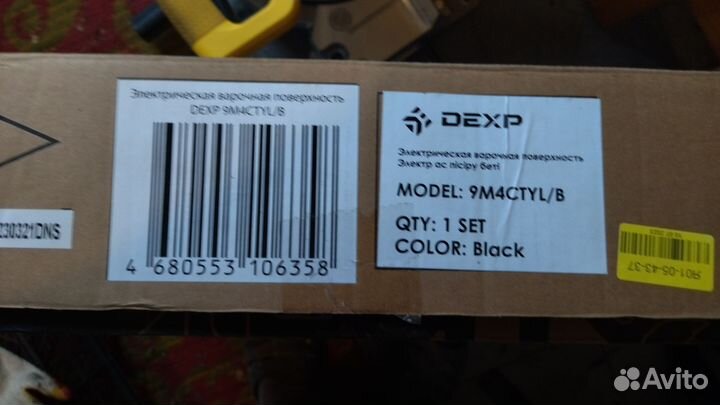 Электрическая варочная поверхность
DEXP 9M4CTYL/B
4 680553 106358
230321DNS
DEXP
Электрическая варочная поверхность
Электр ас пісіру беті
MODEL: 9M4CTYL/B
QTY: 1 SET
COLOR: Black
Я01-05-43-37
Avito